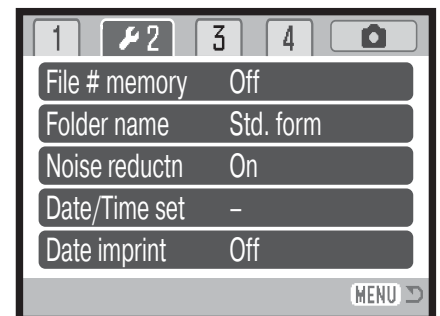 1 2 3 4
File # memory Off
Folder name Std. form
Noise reductn On
Date/Time set –
Date imprint Off
MENU